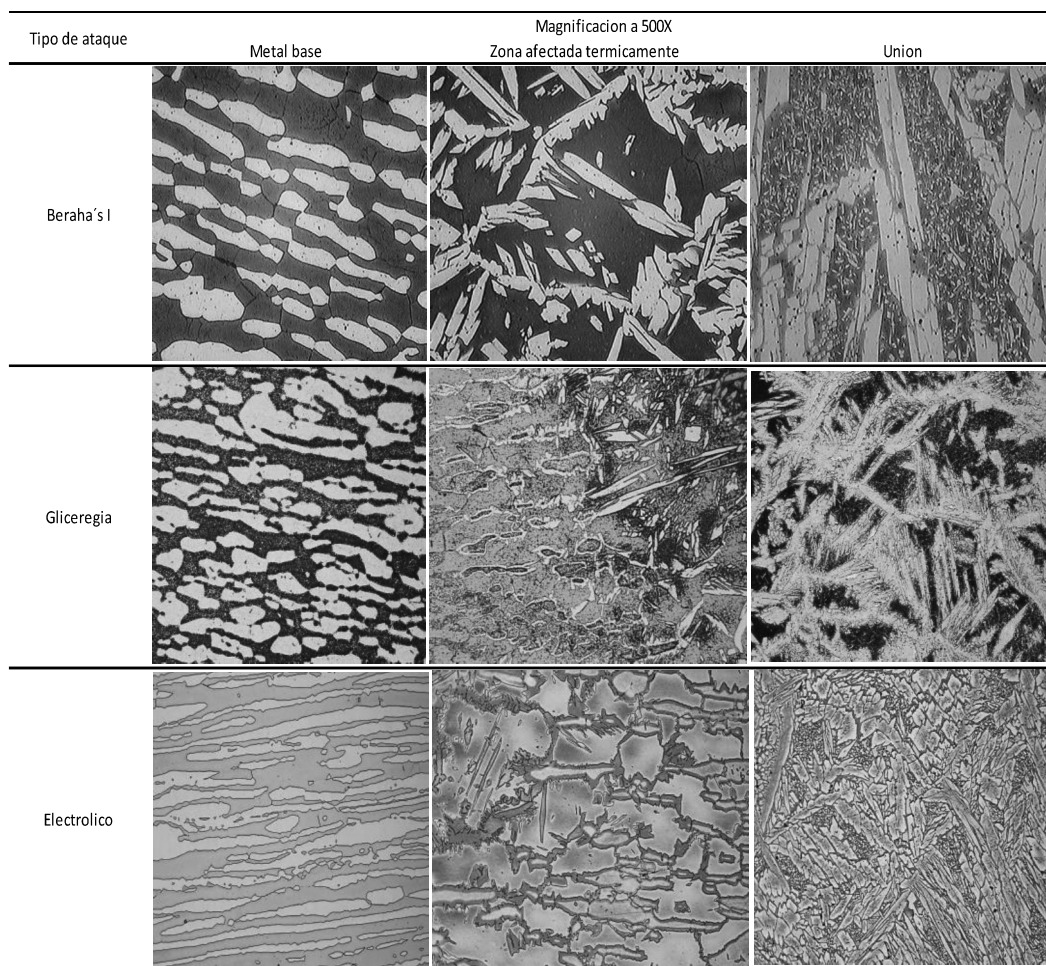 Magnificacion a 500X
Tipo de ataque
Metal base
Zona afectada termicamente
Union
Beraha´s I
Gliceregia
Electrolico